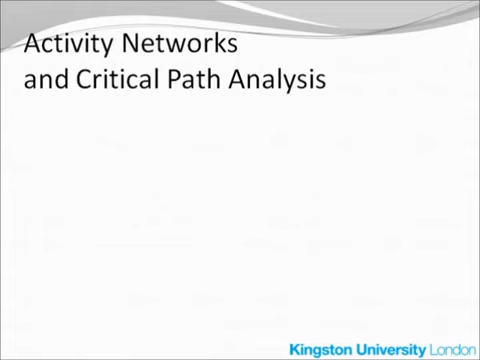 Activity Networks
and Critical Path Analysis
Kingston University London